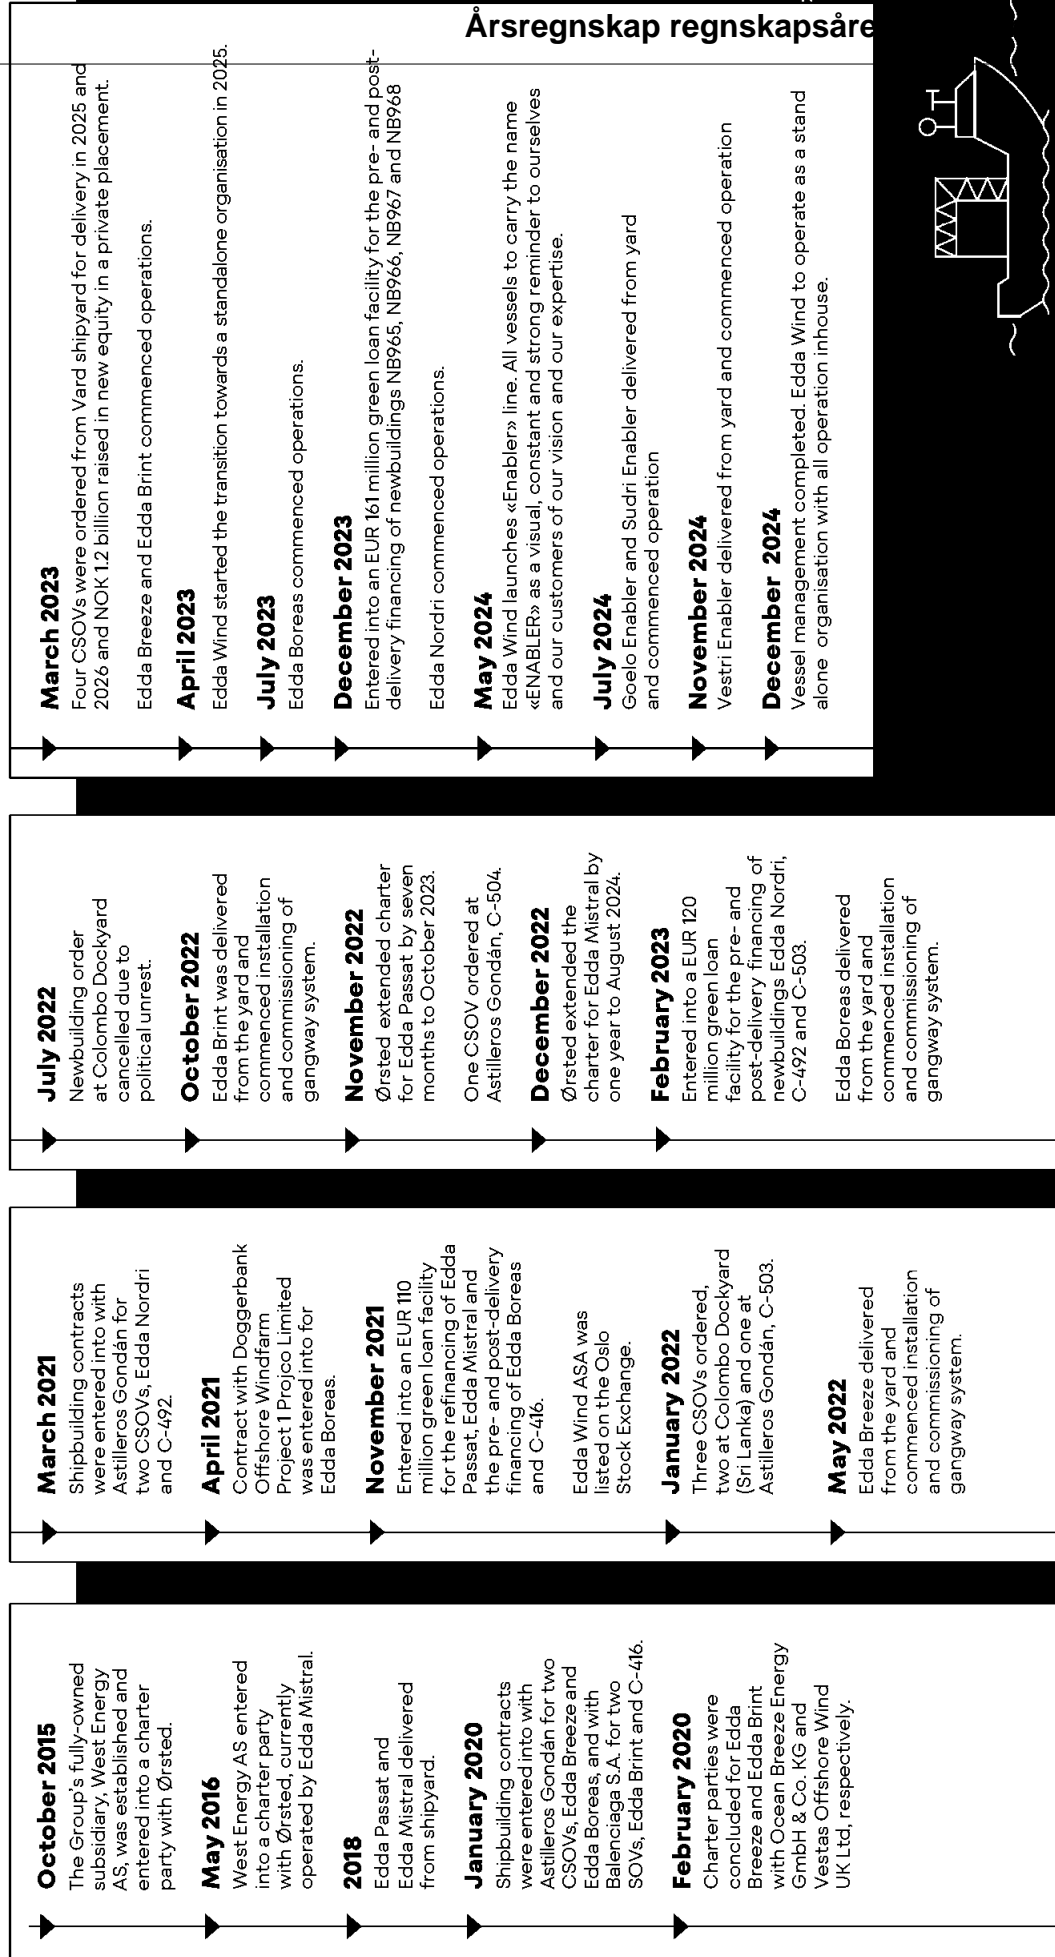 Årsregnskap regnskapsåre
October 2015
The Group's fully-owned
subsidiary, West Energy
AS, was established and
entered into a charter
party with Ørsted.
May 2016
West Energy AS entered
into a charter party
with Ørsted, currently
operated by Edda Mistral.
2018
Edda Passat and
Edda Mistral delivered
from shipyard.
January 2020
Shipbuilding contracts
were entered into with
Astilleros Gondán for two
CSOVs, Edda Breeze and
Edda Boreas, and with
Balenciaga S.A. for two
SOVs, Edda Brint and C-416.
February 2020
Charter parties were
concluded for Edda
Breeze and Edda Brint
with Ocean Breeze Energy
GmbH & Co. KG and
Vestas Offshore Wind
UK Ltd, respectively.
March 2021
Shipbuilding contracts
were entered into with
Astilleros Gondán for
two CSOVs, Edda Nordri
and C-492.
April 2021
Contract with Doggerbank
Offshore Windfarm
Project 1 Projco Limited
was entered into for
Edda Boreas.
November 2021
Entered into an EUR 110
million green loan facility
for the refinancing of Edda
Passat, Edda Mistral and
the pre- and post-delivery
financing of Edda Boreas
and C-416.
Edda Wind ASA was
listed on the Oslo
Stock Exchange.
January 2022
Three CSOVs ordered,
two at Colombo Dockyard
(Sri Lanka) and one at
Astilleros Gondán, C-503.
May 2022
Edda Breeze delivered
from the yard and
commenced installation
and commissioning of
gangway system.
July 2022
Newbuilding order
at Colombo Dockyard
cancelled due to
political unrest.
October 2022
Edda Brint was delivered
from the yard and
commenced installation
and commissioning of
gangway system.
November 2022
Ørsted extended charter
for Edda Passat by seven
months to October 2023.
One CSOV ordered at
Astilleros Gondán, C-504.
December 2022
Ørsted extended the
charter for Edda Mistral by
one year to August 2024.
February 2023
Entered into a EUR 120
million green loan
facility for the pre- and
post-delivery financing of
newbuildings Edda Nordri,
C-492 and C-503.
Edda Boreas delivered
from the yard and
commenced installation
and commissioning of
gangway system.
March 2023
Four CSOVs were ordered from Vard shipyard for delivery in 2025 and
2026 and NOK 1.2 billion raised in new equity in a private placement.
Edda Breeze and Edda Brint commenced operations.
April 2023
Edda Wind started the transition towards a standalone organisation in 2025.
July 2023
Edda Boreas commenced operations.
December 2023
Entered into an EUR 161 million green loan facility for the pre- and post-
delivery financing of newbuildings NB965, NB966, NB967 and NB968
Edda Nordri commenced operations.
May 2024
Edda Wind launches «Enabler» line. All vessels to carry the name
«ENABLER» as a visual, constant and strong reminder to ourselves
and our customers of our vision and our expertise.
July 2024
Goelo Enabler and Sudri Enabler delivered from yard
and commenced operation
November 2024
Vestri Enabler delivered from yard and commenced operation
December 2024
Vessel management completed. Edda Wind to operate as a stand
alone organisation with all operation inhouse.